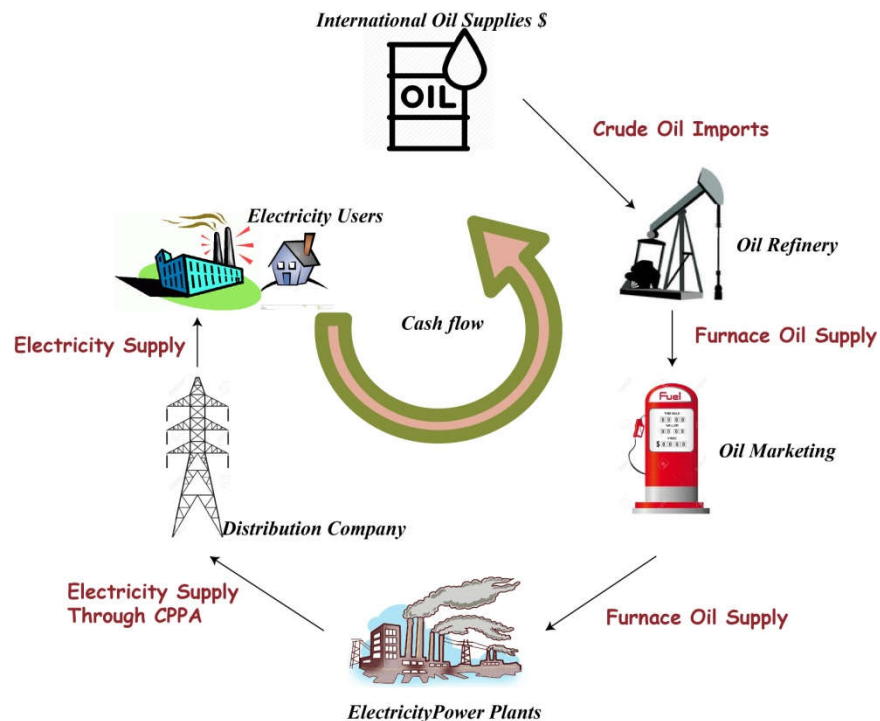 International Oil Supplies $
OIL
Crude Oil Imports
Electricity Users
Oil Refinery
Cash flow
Electricity Supply
Furnace Oil Supply
Fuel
$0000
Oil Marketing
Distribution Company
Electricity Supply
Through CPPA
Furnace Oil Supply
ElectricityPower Plants